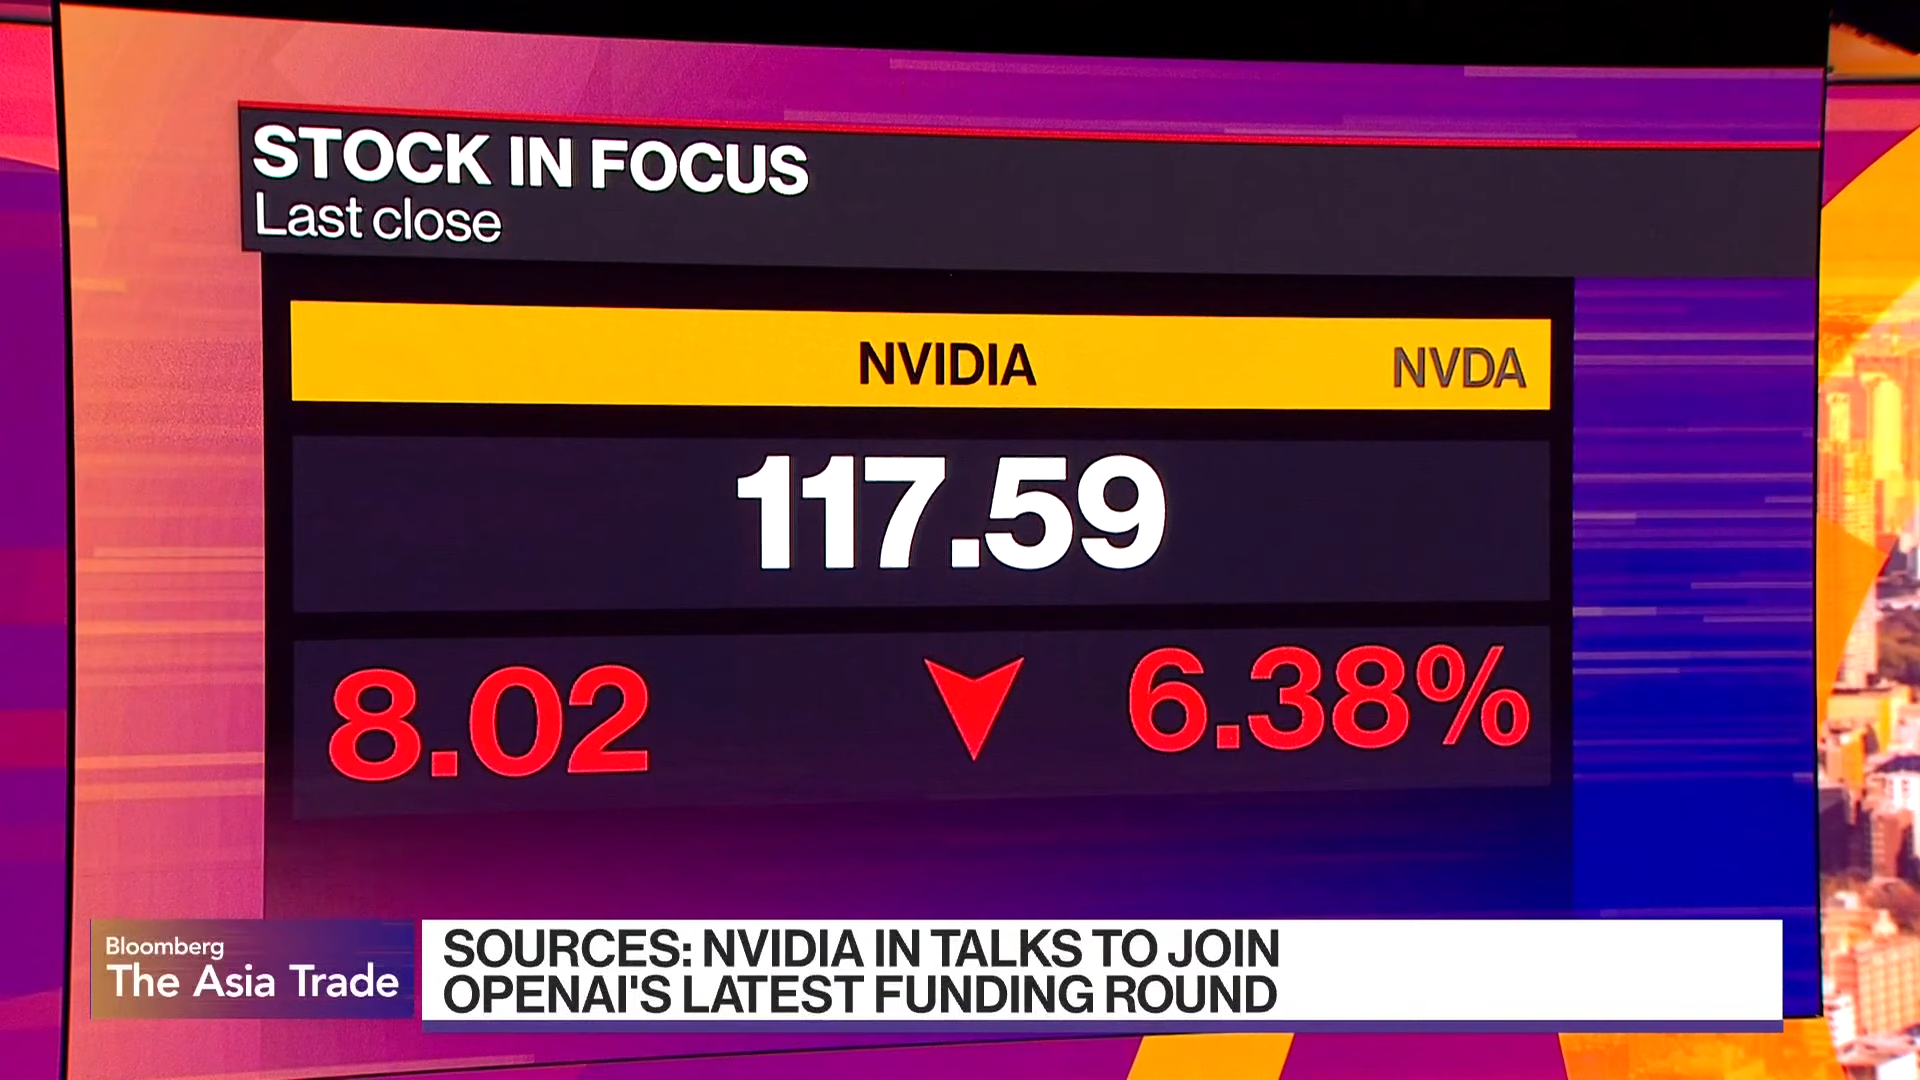 STOCK IN FOCUS
Last close
NVIDIA NVDA
117.59
8.02 6.38%
Bloomberg
The Asia Trade
SOURCES: NVIDIA IN TALKS TO JOIN
OPENAI'S LATEST FUNDING ROUND